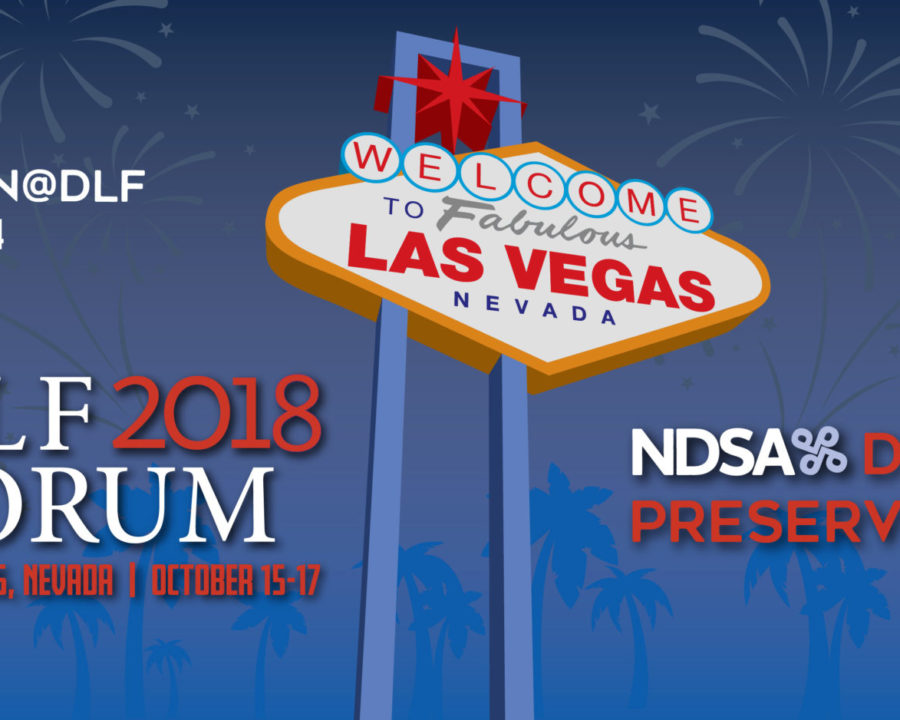 N@DLF
4
WELCOME
TO Fabulous
LAS VEGAS
NEVADA
LF 2018
ORUM
S, NEVADA | OCTOBER 15-17
NDSA D
PRESERV